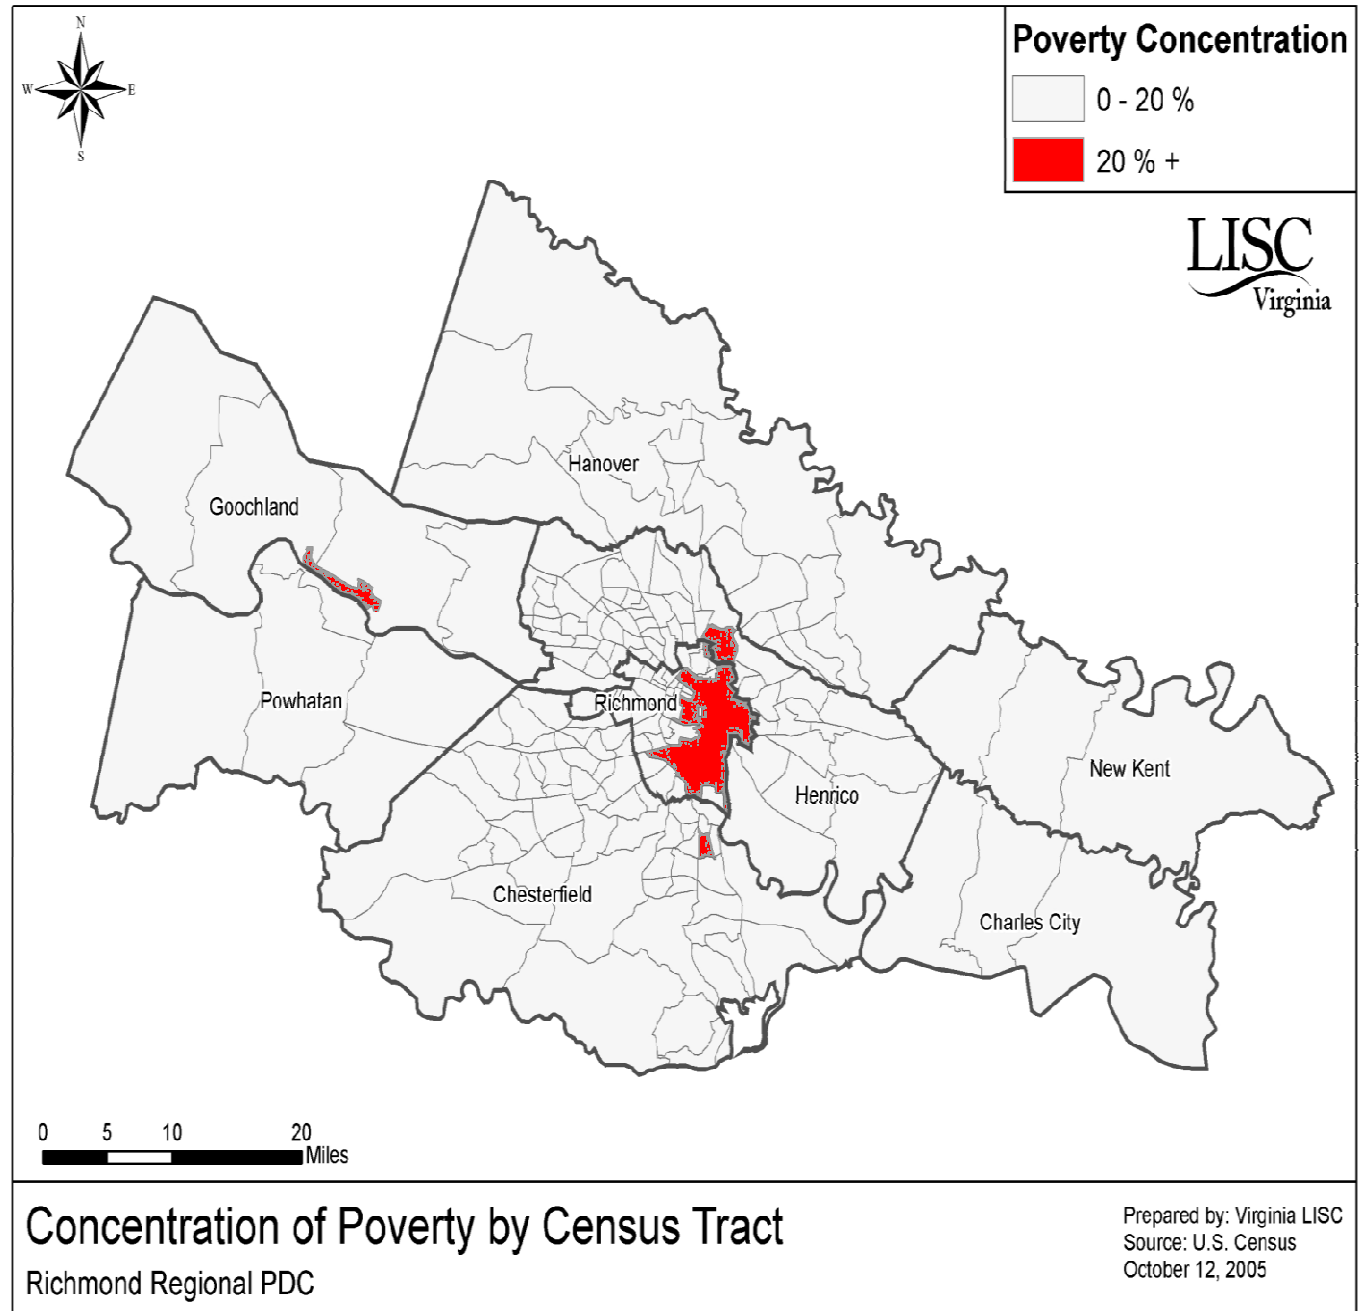 N
W E
S
Poverty Concentration
0 - 20 %
20 % +
LISC
Virginia
Hanover
Goochland
Powhatan
Richmond
New Kent
Henrico
Chesterfield
Charles City
0 5 10 20
Miles
Concentration of Poverty by Census Tract
Richmond Regional PDC
Prepared by: Virginia LISC
Source: U.S. Census
October 12, 2005